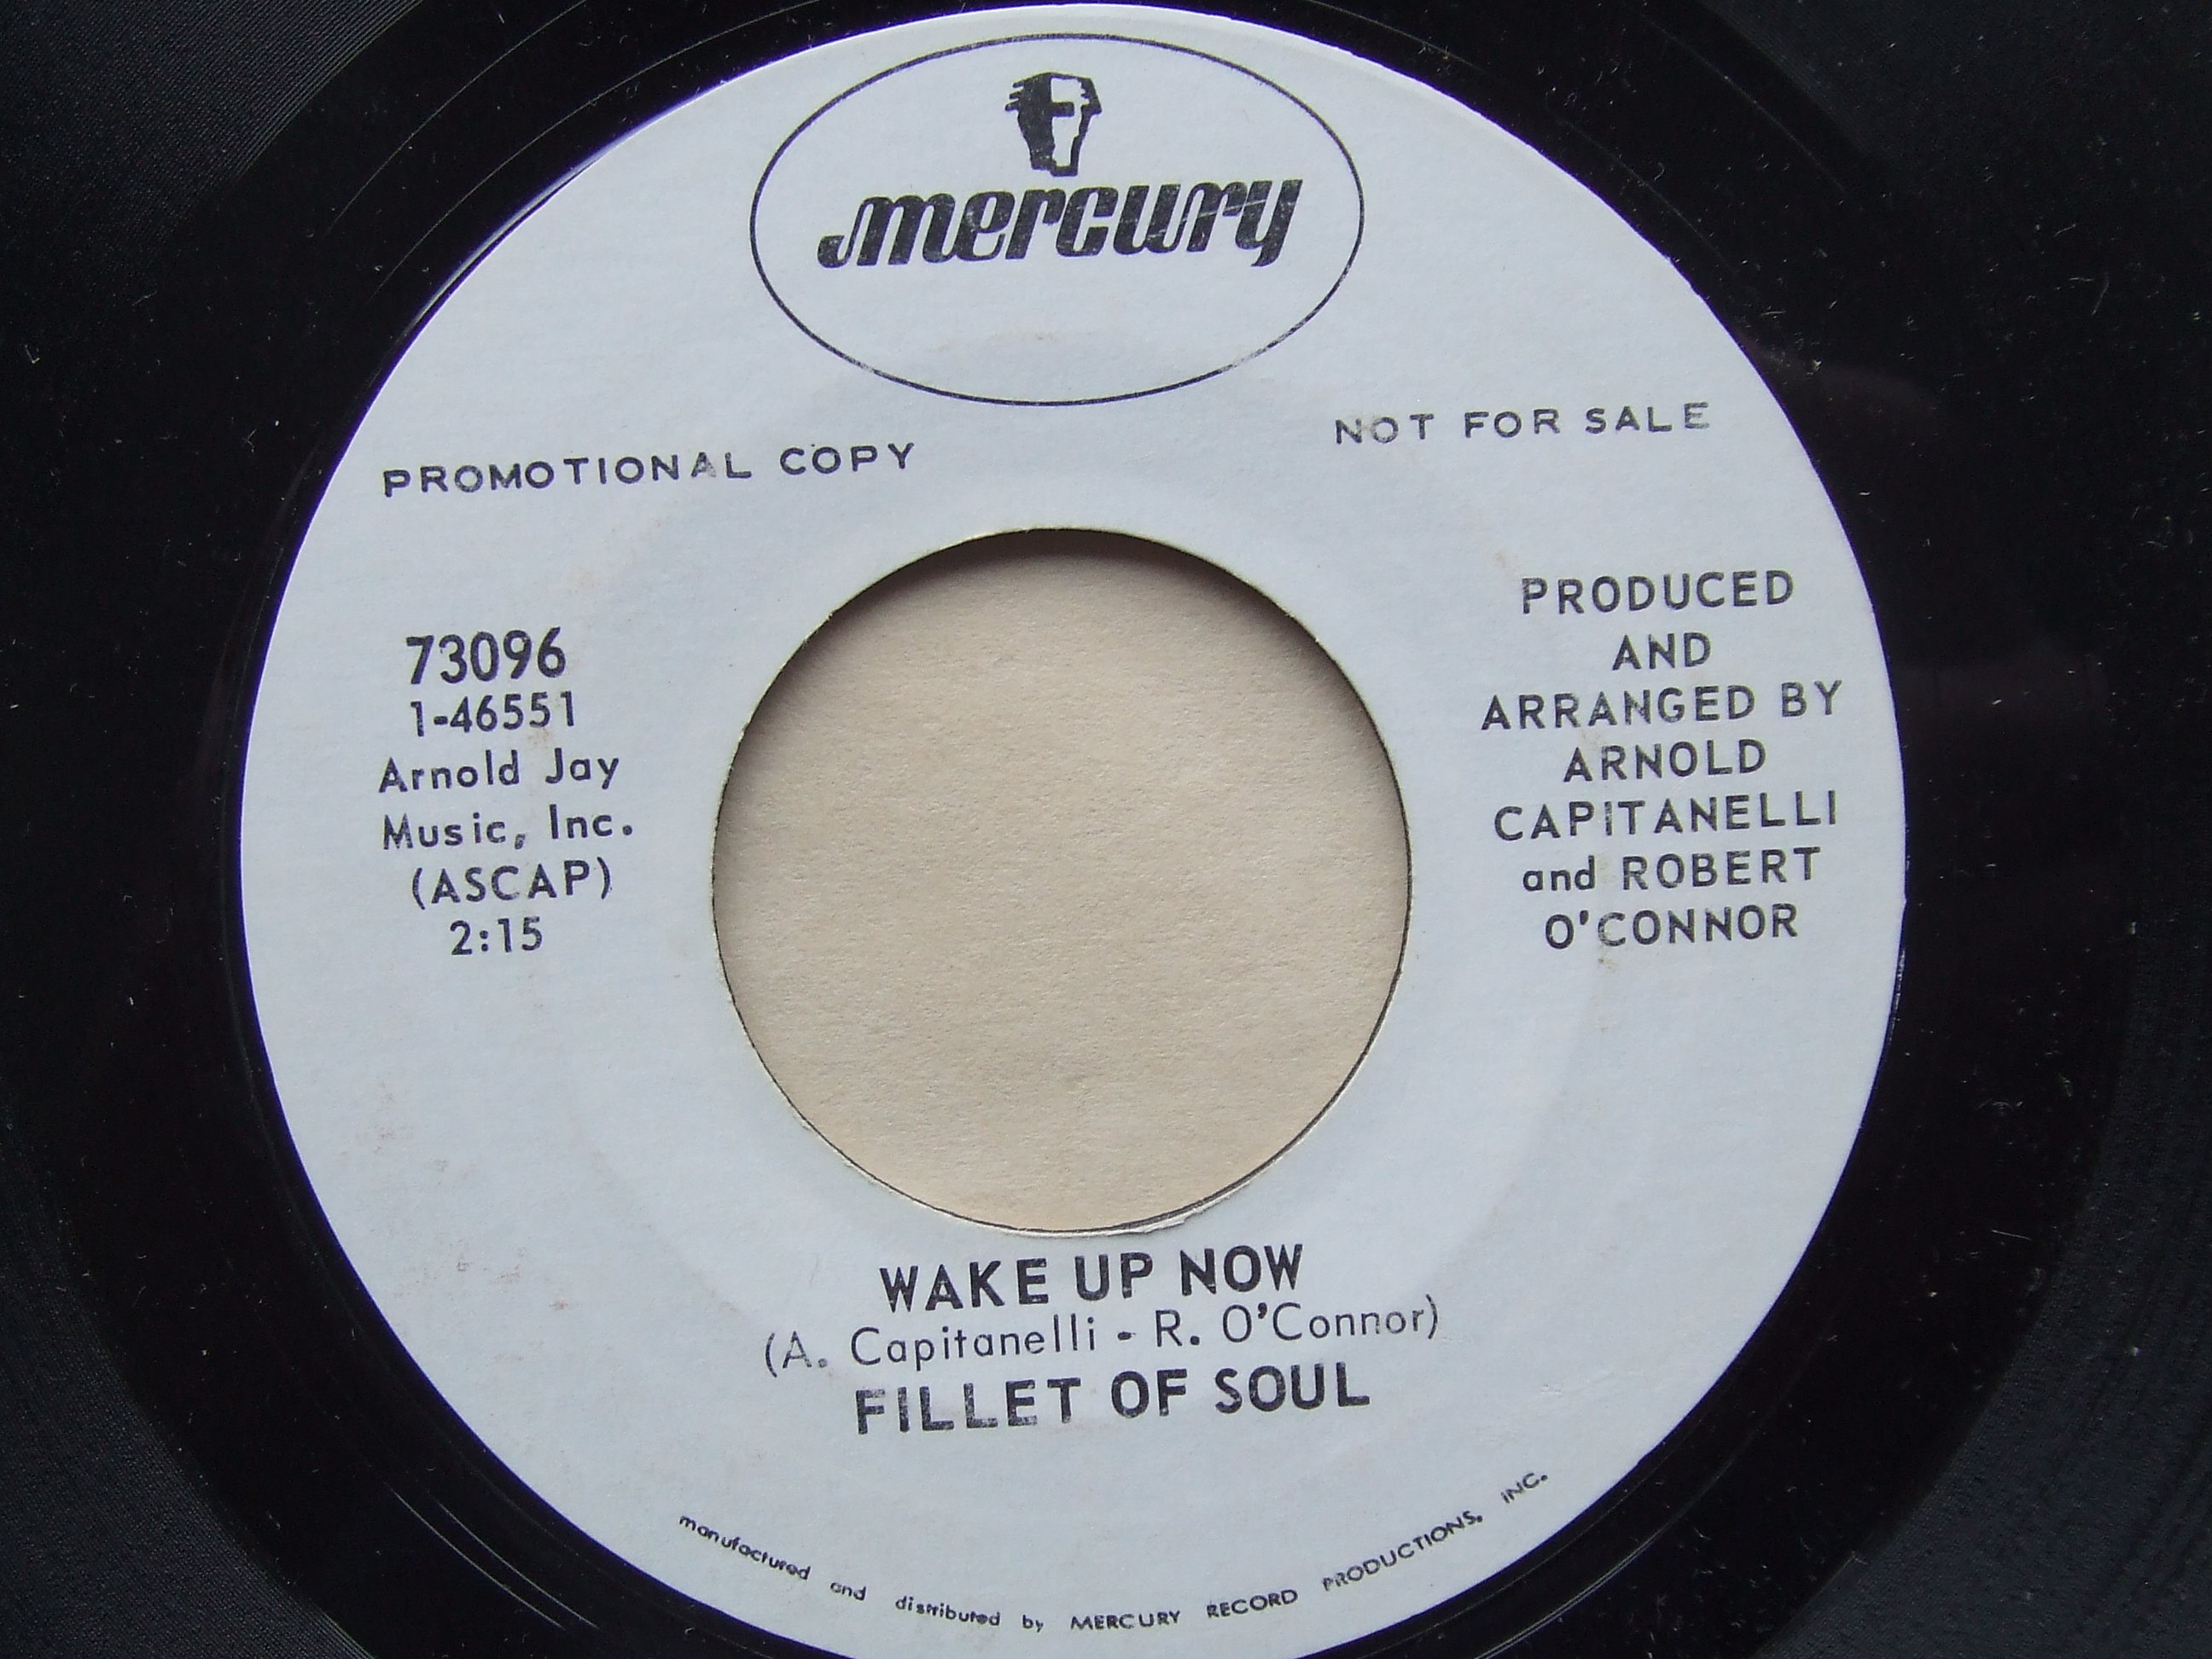 mercury
PROMOTIONAL COPY
NOT FOR SALE
73096
1-46551
Arnold Jay
Music, Inc.
(ASCAP)
2:15
PRODUCED
AND
ARRANGED BY
ARNOLD
CAPITANELLI
and ROBERT
O'CONNOR
WAKE UP NOW
(A. Capitanelli - R. O'Connor)
FILLET OF SOUL
manufactured and distributed by MERCURY RECORD PRODUCTIONS, INC.